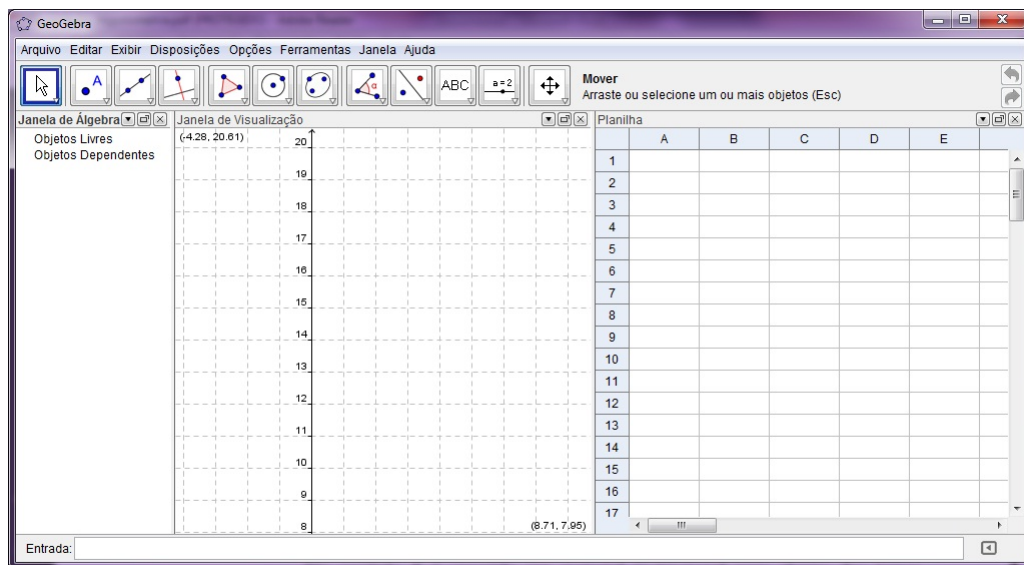 GeoGebra
Arquivo Editar Exibir Disposições Opções Ferramentas Janela Ajuda
A
α
ABC
a=2
Mover
Arraste ou selecione um ou mais objetos (Esc)
Janela de Álgebra
Janela de Visualização
Planilha
Objetos Livres
Objetos Dependentes
(-4.28, 20.61)
20
19
18
17
16
15
14
13
12
11
10
9
8
(8.71, 7.95)
A B C D E
1
2
3
4
5
6
7
8
9
10
11
12
13
14
15
16
17
Entrada: